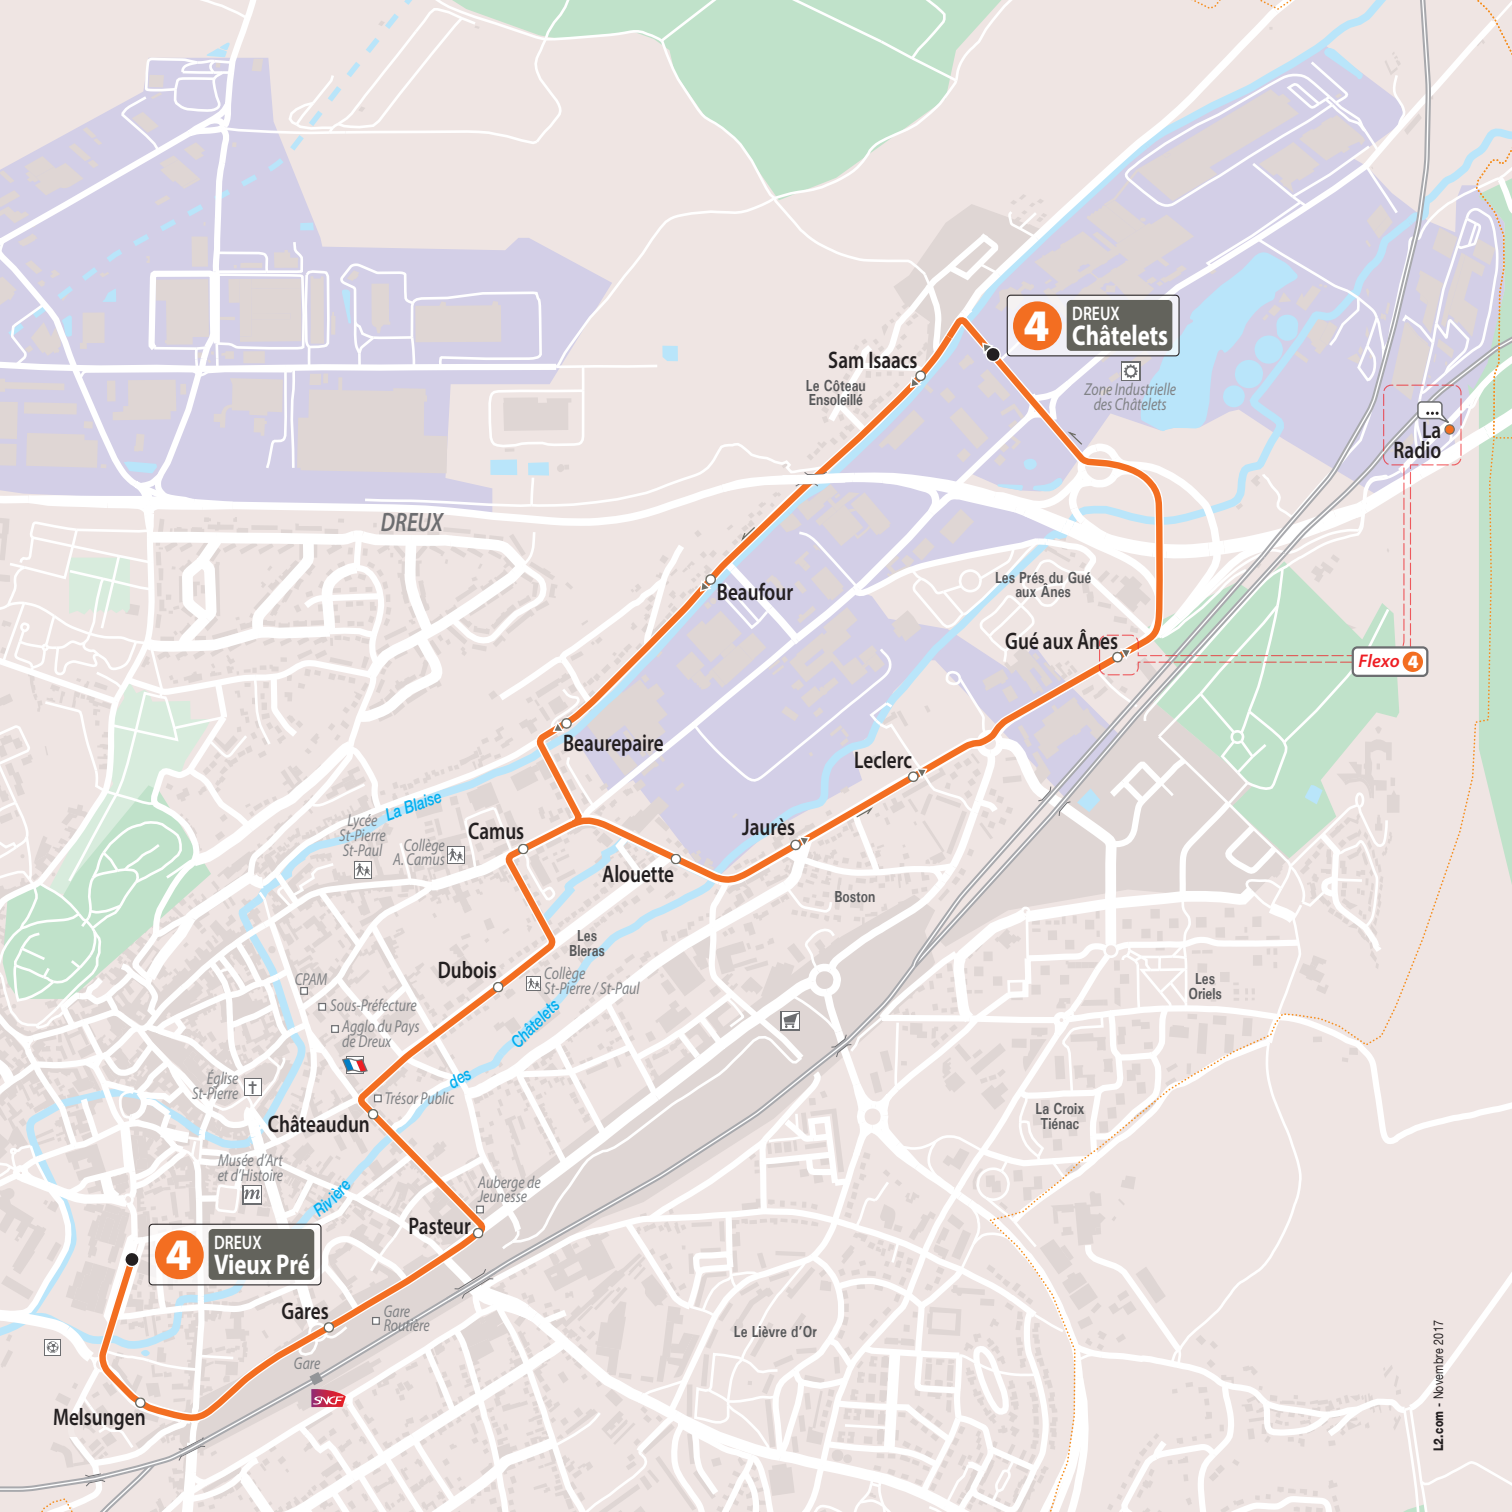 4
DREUX
Châtelets
Sam Isaacs
Le Côteau
Ensoleillé
Zone Industrielle
des Châtelets
...
La
Radio
DREUX
Beaufour
Les Prés du Gué
aux Ânes
Gué aux Ânes
Flexo 4
Beaurepaire
Leclerc
La Blaise
Lycée
St-Pierre
St-Paul
Collège
A. Camus
Camus
Jaurès
Alouette
Boston
Les
Bleras
Dubois
Collège
St-Pierre / St-Paul
CPAM
Sous-Préfecture
Agglo du Pays
de Dreux
Les
Oriels
Châtelets
des
Rivière
Église
St-Pierre
Trésor Public
Châteaudun
La Croix
Tiénac
Musée d'Art
et d'Histoire
m
Auberge de
Jeunesse
Pasteur
4
DREUX
Vieux Pré
Gares
Gare
Routière
Le Lièvre d'Or
Gare
SNCF
Melsungen
L2.com - Novembre 2017